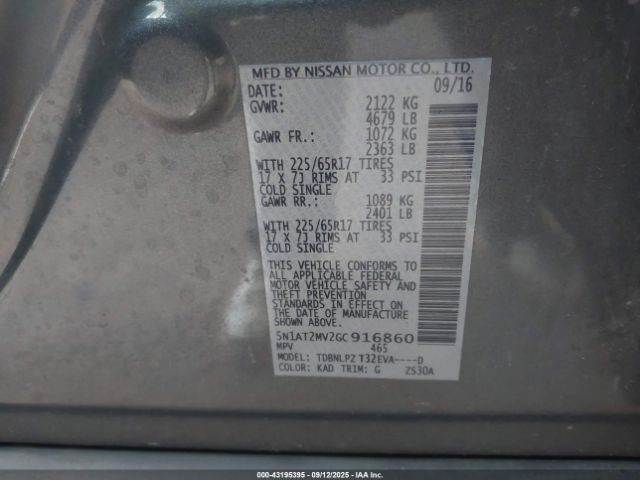 MFD BY NISSAN MOTOR CO., LTD.
DATE: 09/16
GVWR: 2122 KG
4679 LB
GAWR FR.: 1072 KG
2363 LB
WITH 225/65R17 TIRES
17 x 7J RIMS AT 33 PSI
COLD SINGLE
GAWR RR.: 1089 KG
2401 LB
WITH 225/65R17 TIRES
17 x 7J RIMS AT 33 PSI
COLD SINGLE
THIS VEHICLE CONFORMS TO
ALL APPLICABLE FEDERAL
MOTOR VEHICLE SAFETY AND
THEFT PREVENTION
STANDARDS IN EFFECT ON
THE DATE OF MANUFACTURE
SHOWN ABOVE.
5N1AT2MV2GC916860
MPV 465
MODEL: TDBNLPZ T32EVA----D
COLOR: KAD TRIM: G ZS30A
000-43195395 - 09/12/2025 - IAAI.COM